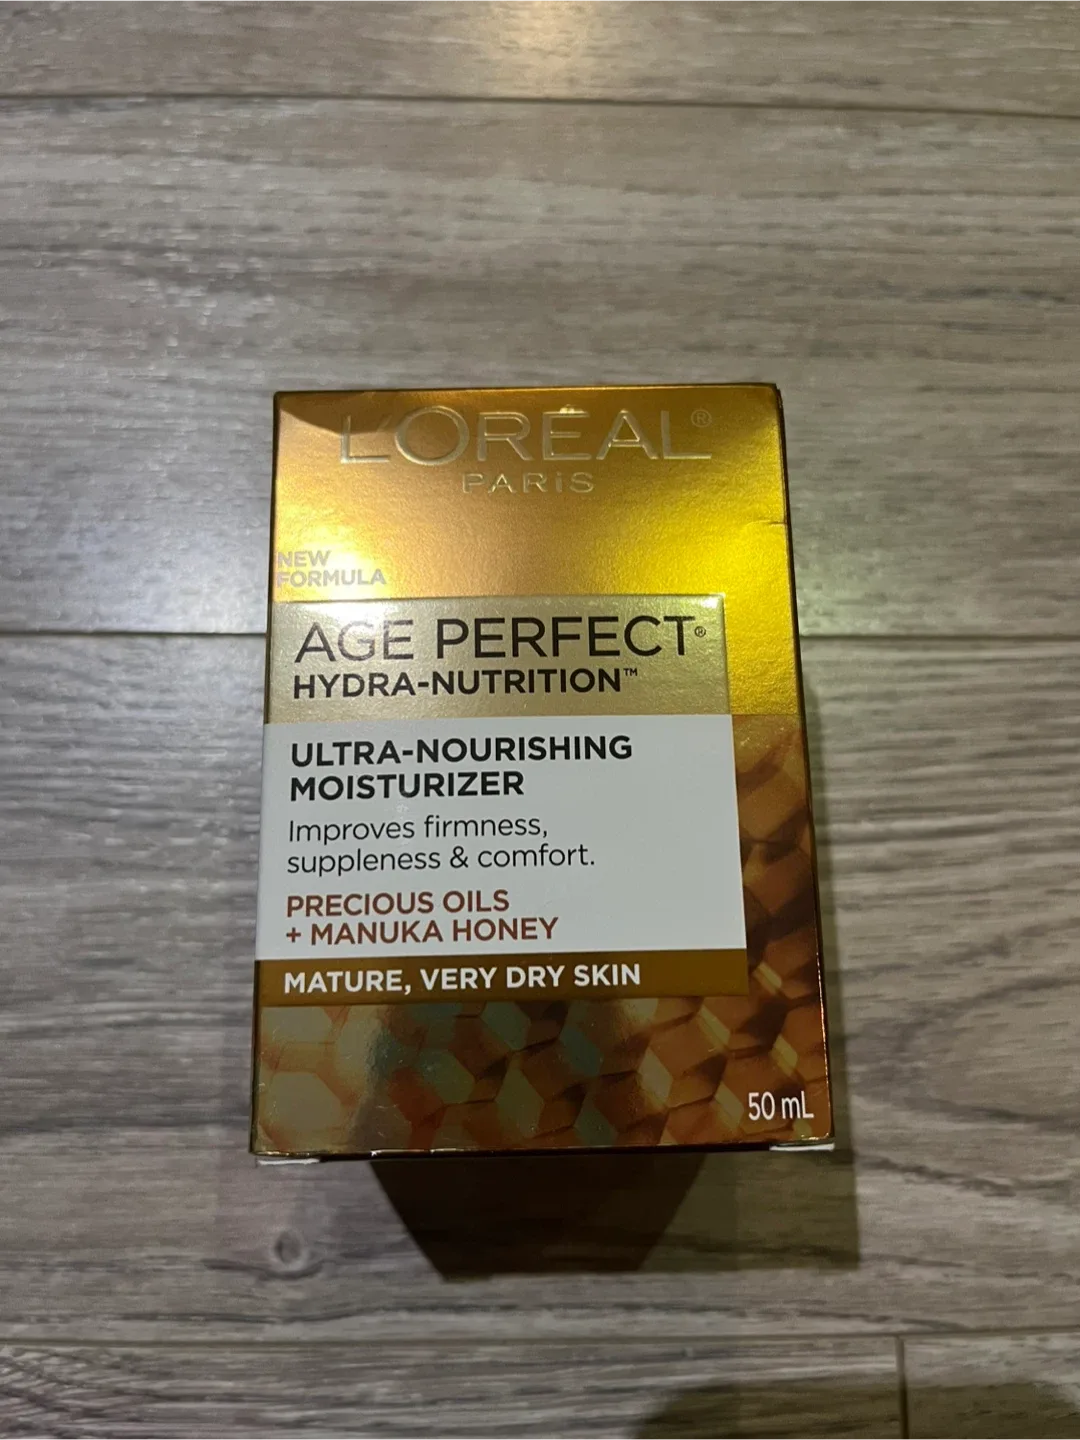 L'ORÉAL®
PARIS
NEW
FORMULA
AGE PERFECT®
HYDRA-NUTRITION™
ULTRA-NOURISHING
MOISTURIZER
Improves firmness,
suppleness & comfort.
PRECIOUS OILS
+ MANUKA HONEY
MATURE, VERY DRY SKIN
50 mL